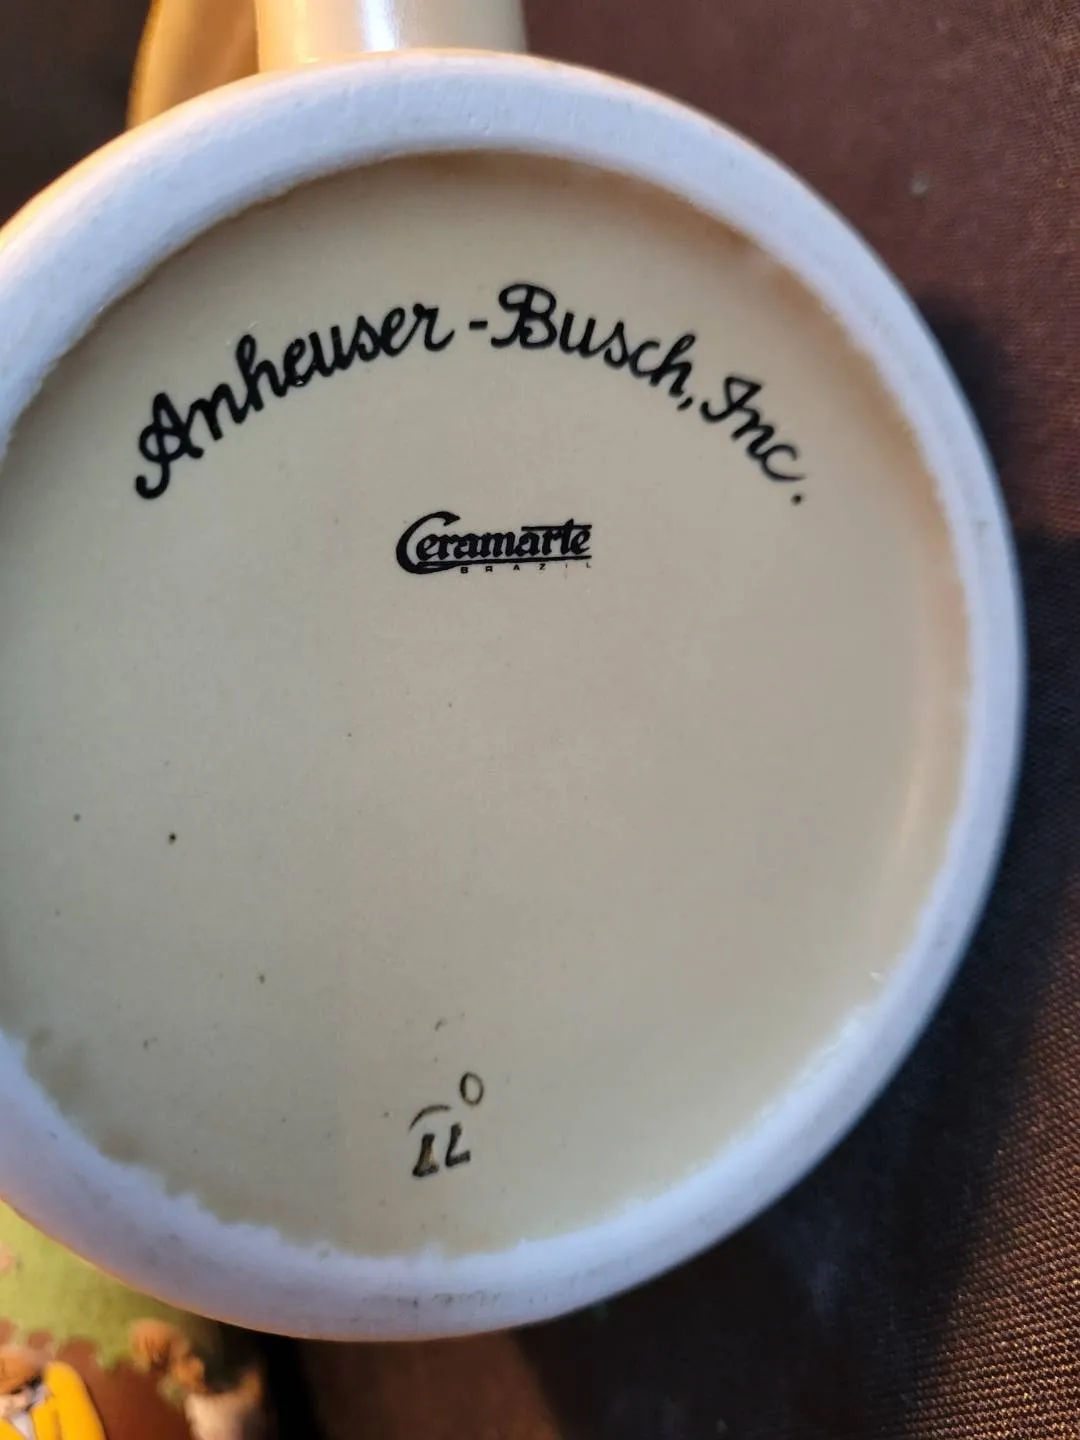 Anheuser-Busch, Inc.
Ceramarte
BRAZIL